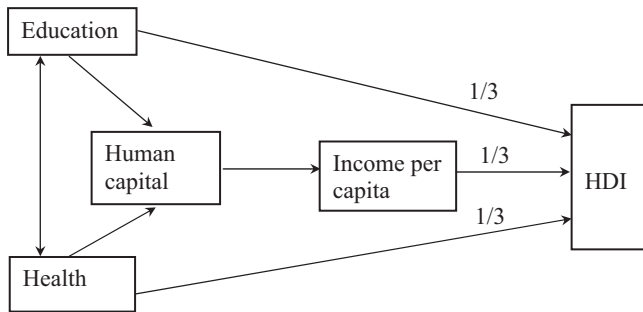 Education
1/3
Human
capital
Income per
capita
1/3
HDI
1/3
Health